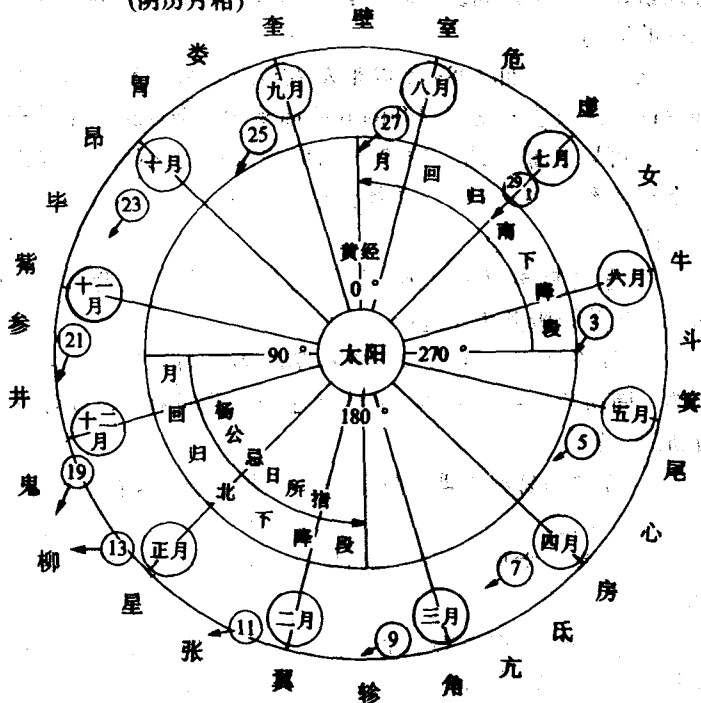 (阴历月相)
奎
壁
室
危
虚
女
牛
斗
箕
尾
心
房
氐
亢
角
轸
翼
张
星
柳
鬼
井
参
紫
毕
昂
胃
娄
九月
八月
七月
六月
五月
四月
三月
二月
正月
十二月
十一月
十月
27
29
1
3
5
7
9
11
13
19
21
23
25
月回归南下降段
黄经
0°
90°
太阳
270°
180°
杨公忌日所指
月回归北下降段